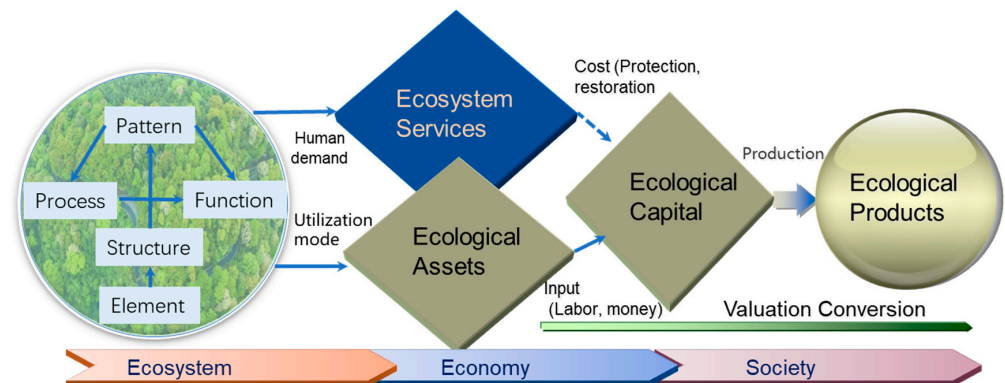 Pattern
Process
Function
Structure
Element
Human
demand
Utilization
mode
Ecosystem
Services
Ecological
Assets
Cost (Protection,
restoration)
Input
(Labor, money)
Ecological
Capital
Production
Ecological
Products
Valuation Conversion
Ecosystem
Economy
Society